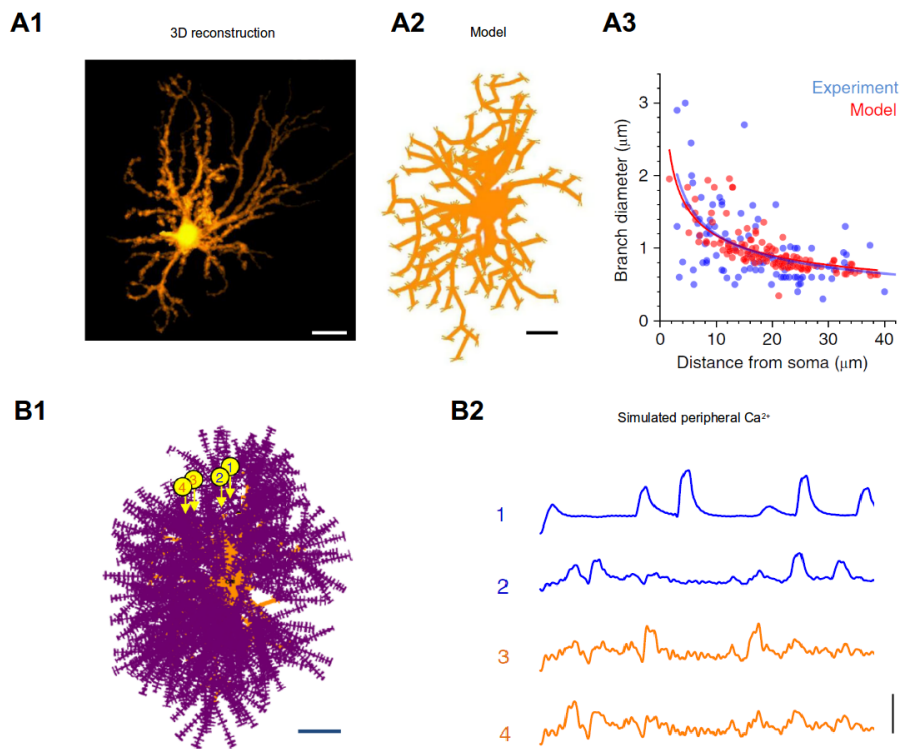 A1
3D reconstruction
A2
Model
A3
Experiment
Model
Branch diameter (μm)
3
2
1
0
0
10
20
30
40
Distance from soma (μm)
B1
4
3
2
1
B2
Simulated peripheral Ca²⁺
1
2
3
4